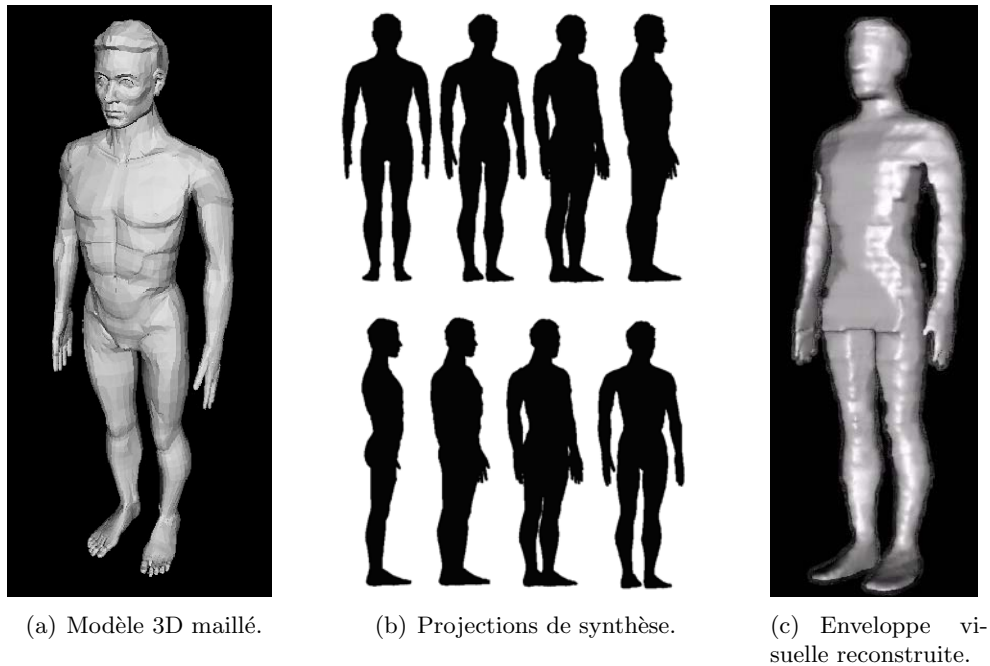 (a) Modèle 3D maillé.
(b) Projections de synthèse.
(c) Enveloppe vi-
suelle reconstruite.